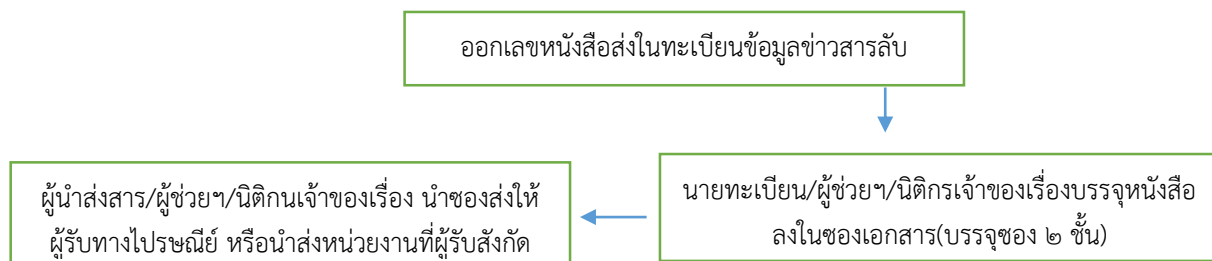 ออกเลขหนังสือส่งในทะเบียนข้อมูลข่าวสารลับ
นายทะเบียน/ผู้ช่วยฯ/นิติกรเจ้าของเรื่องบรรจุหนังสือ
ลงในซองเอกสาร(บรรจุซอง ๒ ชั้น)
ผู้นำส่งสาร/ผู้ช่วยฯ/นิติกนเจ้าของเรื่อง นำซองส่งให้
ผู้รับทางไปรษณีย์ หรือนำส่งหน่วยงานที่ผู้รับสังกัด